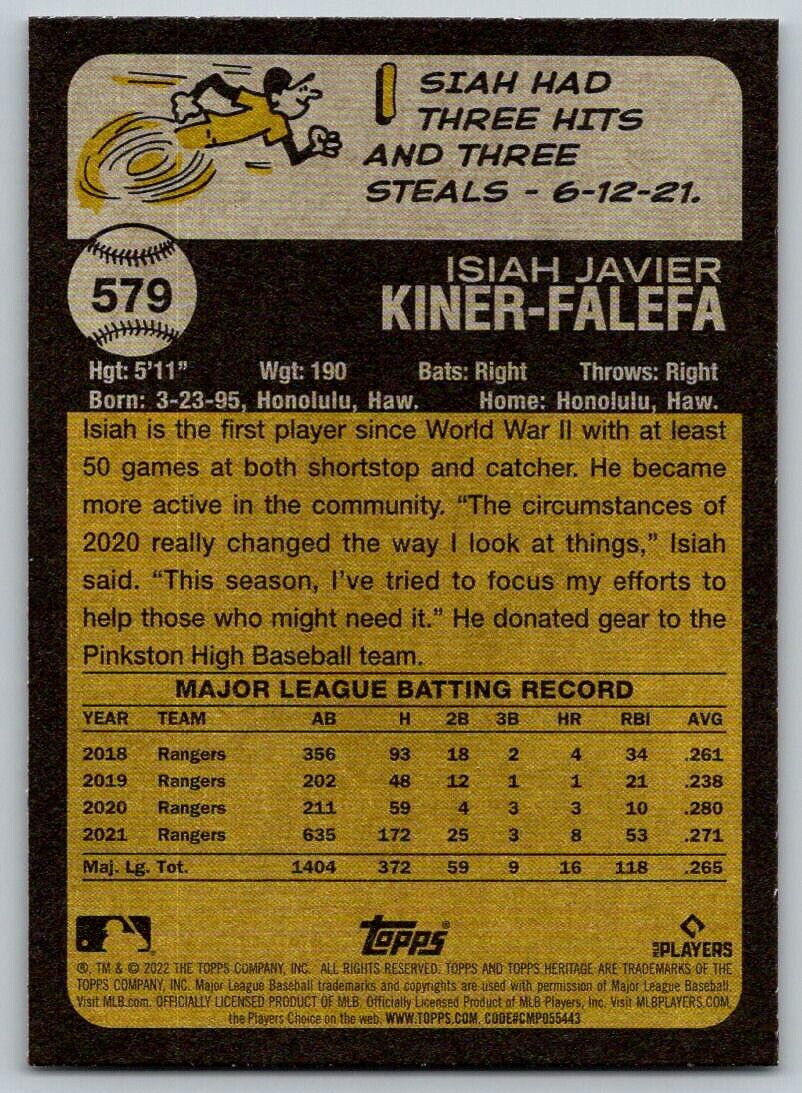 ISIAH HAD
THREE HITS
AND THREE
STEALS - 6-12-21.
579
ISIAH JAVIER
KINER-FALEFA
Hgt: 5'11" Wgt: 190 Bats: Right Throws: Right
Born: 3-23-95, Honolulu, Haw. Home: Honolulu, Haw.
Isiah is the first player since World War II with at least
50 games at both shortstop and catcher. He became
more active in the community. “The circumstances of
2020 really changed the way I look at things,” Isiah
said. “This season, I’ve tried to focus my efforts to
help those who might need it.” He donated gear to the
Pinkston High Baseball team.
MAJOR LEAGUE BATTING RECORD
YEAR TEAM AB H 2B 3B HR RBI AVG
2018 Rangers 356 93 18 2 4 34 .261
2019 Rangers 202 48 12 1 1 21 .238
2020 Rangers 211 59 4 3 3 10 .280
2021 Rangers 635 172 25 3 8 53 .271
Maj. Lg. Tot. 1404 372 59 9 16 118 .265
topps® MLB PLAYERS
®, TM & © 2022 THE TOPPS COMPANY, INC. ALL RIGHTS RESERVED. TOPPS AND TOPPS HERITAGE ARE TRADEMARKS OF THE
TOPPS COMPANY, INC. Major League Baseball trademarks and copyrights are used with permission of Major League Baseball.
Visit MLB.com. OFFICIALLY LICENSED PRODUCT OF MLB, Officially Licensed Product of MLB Players, Inc. Visit MLBPLAYERS.COM,
the Players Choice on the web. WWW.TOPPS.COM. CODE#CMP055443